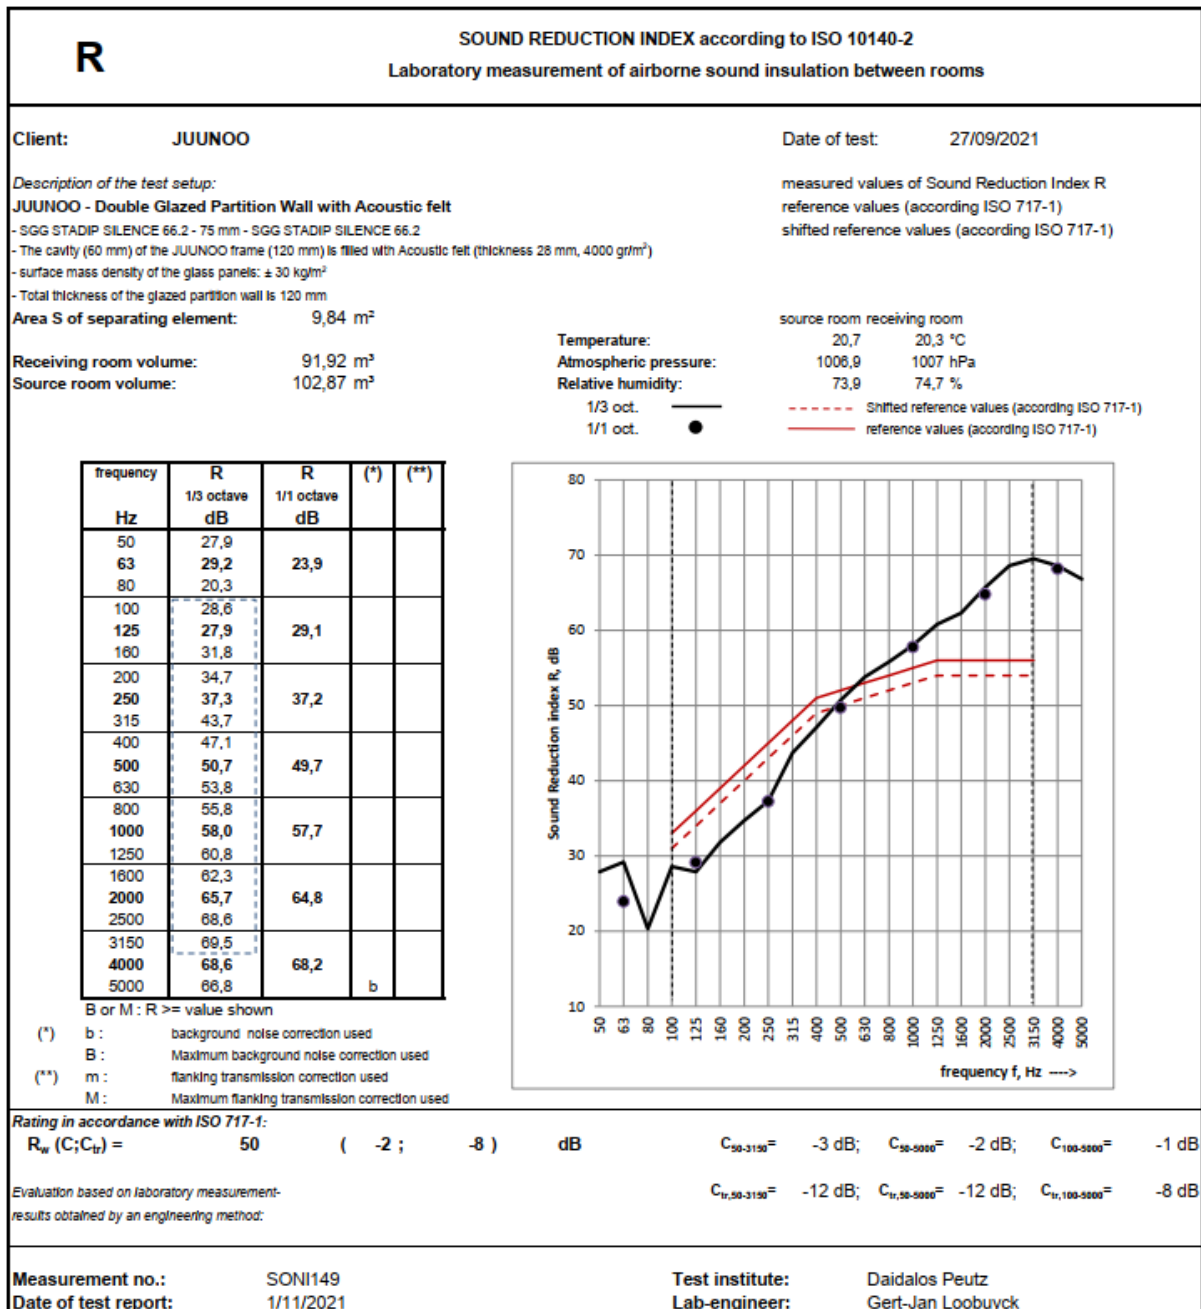 R
SOUND REDUCTION INDEX according to ISO 10140-2
Laboratory measurement of airborne sound insulation between rooms
Client: JUUNOO Date of test: 27/09/2021
Description of the test setup: measured values of Sound Reduction Index R
JUUNOO - Double Glazed Partition Wall with Acoustic felt reference values (according ISO 717-1)
- SGG STADIP SILENCE 66.2 - 75 mm - SGG STADIP SILENCE 66.2 shifted reference values (according ISO 717-1)
- The cavity (60 mm) of the JUUNOO frame (120 mm) is filled with Acoustic felt (thickness 28 mm, 4000 gr/m²)
- surface mass density of the glass panels: ± 30 kg/m²
- Total thickness of the glazed partition wall is 120 mm
Area S of separating element: 9,84 m² source room receiving room
Temperature: 20,7 20,3 °C
Receiving room volume: 91,92 m³ Atmospheric pressure: 1006,9 1007 hPa
Source room volume: 102,87 m³ Relative humidity: 73,9 74,7 %
1/3 oct. Shifted reference values (according ISO 717-1)
1/1 oct. reference values (according ISO 717-1)
frequency R R (*) (**)
1/3 octave 1/1 octave
Hz dB dB
50 27,9
63 29,2 23,9
80 20,3
100 28,6
125 27,9 29,1
160 31,8
200 34,7
250 37,3 37,2
315 43,7
400 47,1
500 50,7 49,7
630 53,8
800 55,8
1000 58,0 57,7
1250 60,8
1600 62,3
2000 65,7 64,8
2500 68,6
3150 69,5
4000 68,6 68,2
5000 66,8 b
B or M : R >= value shown
(*) b : background noise correction used
B : Maximum background noise correction used
(**) m : flanking transmission correction used
M : Maximum flanking transmission correction used
80
70
60
50
40
30
20
10
Sound Reduction index R, dB
50 63 80 100 125 160 200 250 315 400 500 630 800 1000 1250 1600 2000 2500 3150 4000 5000
frequency f, Hz ---->
Rating in accordance with ISO 717-1:
Rw (C;Ctr) = 50 ( -2 ; -8 ) dB C50-3150= -3 dB; C50-5000= -2 dB; C100-5000= -1 dB
Evaluation based on laboratory measurement- Ctr,50-3150= -12 dB; Ctr,50-5000= -12 dB; Ctr,100-5000= -8 dB
results obtained by an engineering method:
Measurement no.: SONI149 Test institute: Daidalos Peutz
Date of test report: 1/11/2021 Lab-engineer: Gert-Jan Loobuyck